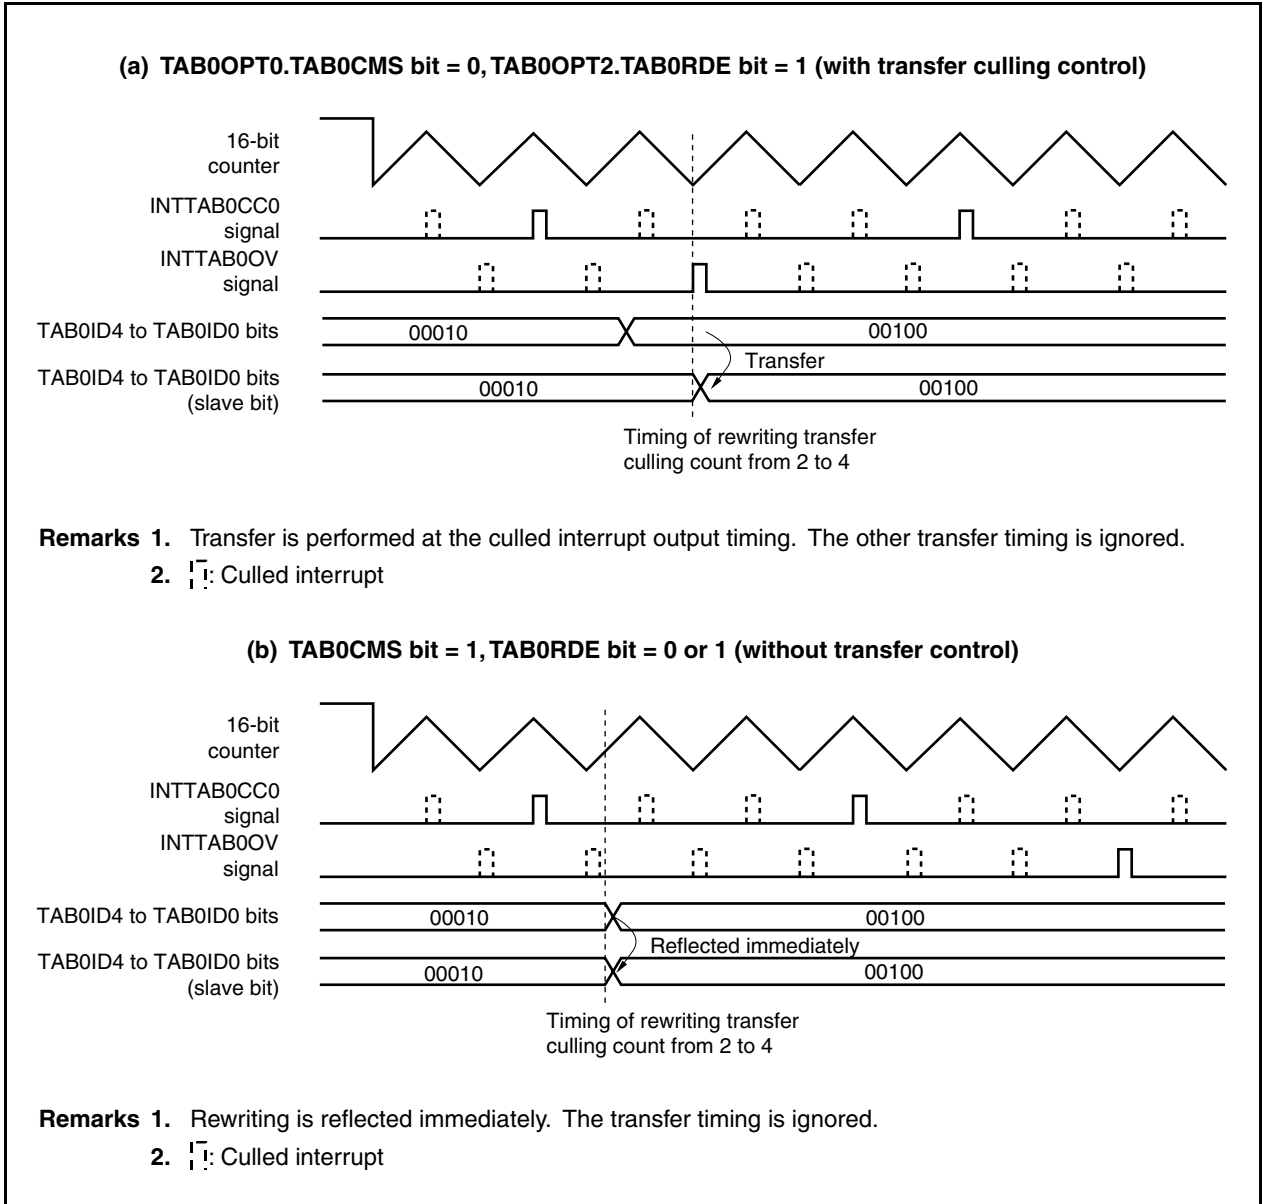 (a) TAB0OPT0.TAB0CMS bit = 0, TAB0OPT2.TAB0RDE bit = 1 (with transfer culling control)
16-bit
counter
INTTAB0CC0
signal
INTTAB0OV
signal
TAB0ID4 to TAB0ID0 bits
00010
00100
Transfer
TAB0ID4 to TAB0ID0 bits
(slave bit)
00010
00100
Timing of rewriting transfer
culling count from 2 to 4
Remarks 1. Transfer is performed at the culled interrupt output timing. The other transfer timing is ignored.
2. : Culled interrupt
(b) TAB0CMS bit = 1, TAB0RDE bit = 0 or 1 (without transfer control)
16-bit
counter
INTTAB0CC0
signal
INTTAB0OV
signal
TAB0ID4 to TAB0ID0 bits
00010
00100
Reflected immediately
TAB0ID4 to TAB0ID0 bits
(slave bit)
00010
00100
Timing of rewriting transfer
culling count from 2 to 4
Remarks 1. Rewriting is reflected immediately. The transfer timing is ignored.
2. : Culled interrupt